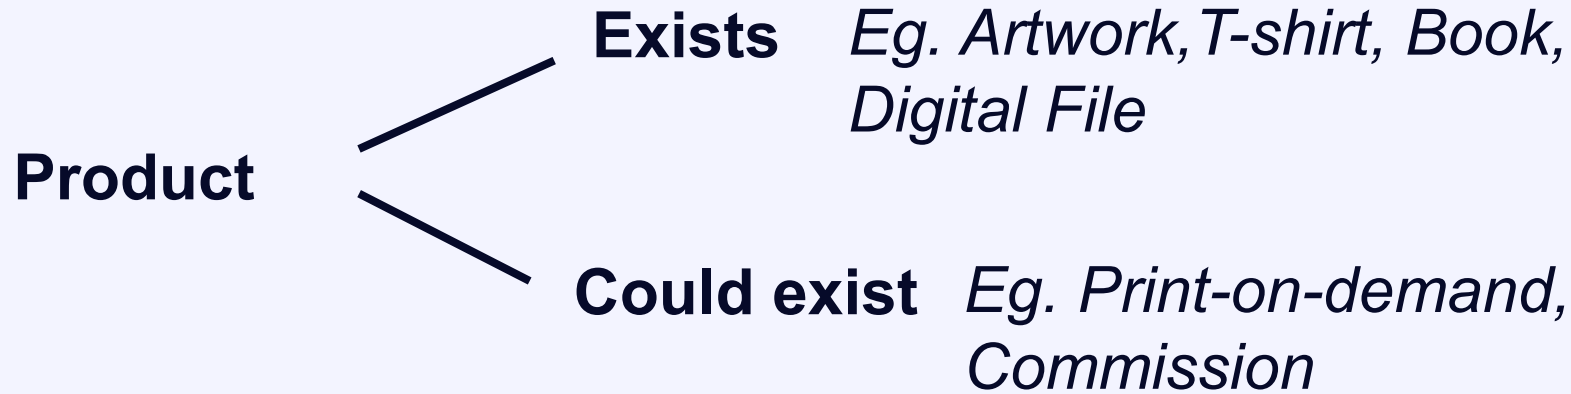 Exists Eg. Artwork,T-shirt, Book,
Digital File
Product
Could exist Eg. Print-on-demand,
Commission